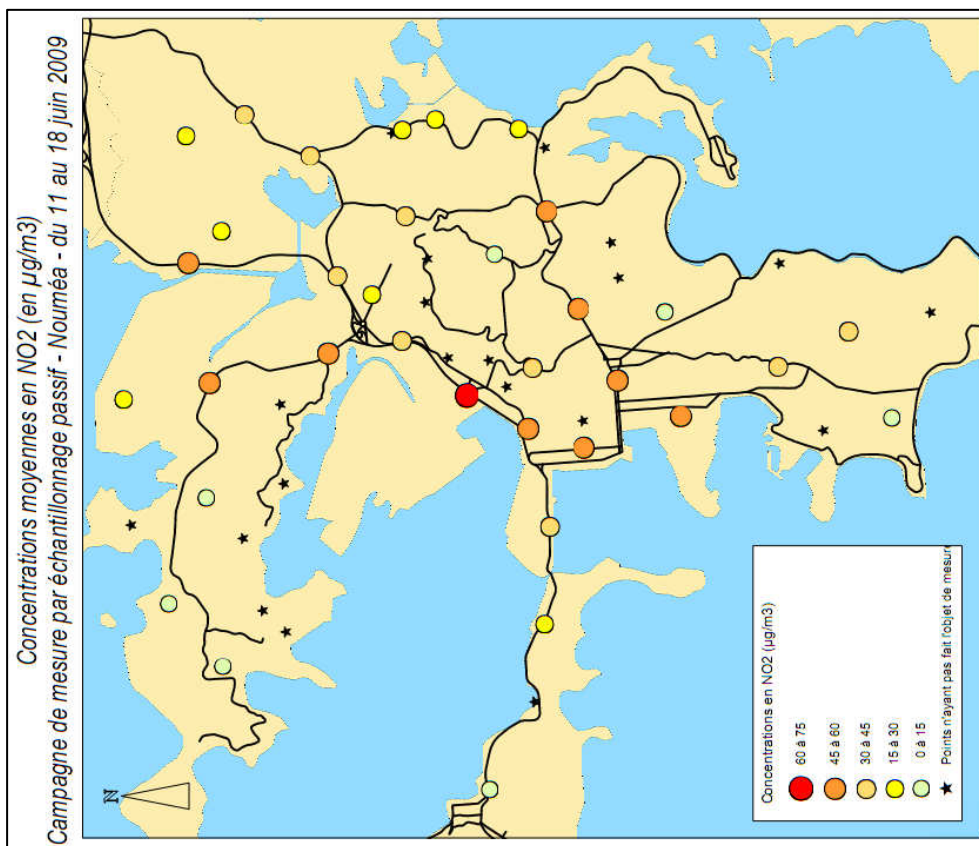 Concentrations moyennes en NO2 (en µg/m3)
Campagne de mesure par échantillonnage passif - Nouméa - du 11 au 18 juin 2009
N
Concentrations en NO2 (µg/m3)
60 à 75
45 à 60
30 à 45
15 à 30
0 à 15
Points n'ayant pas fait l'objet de mesure